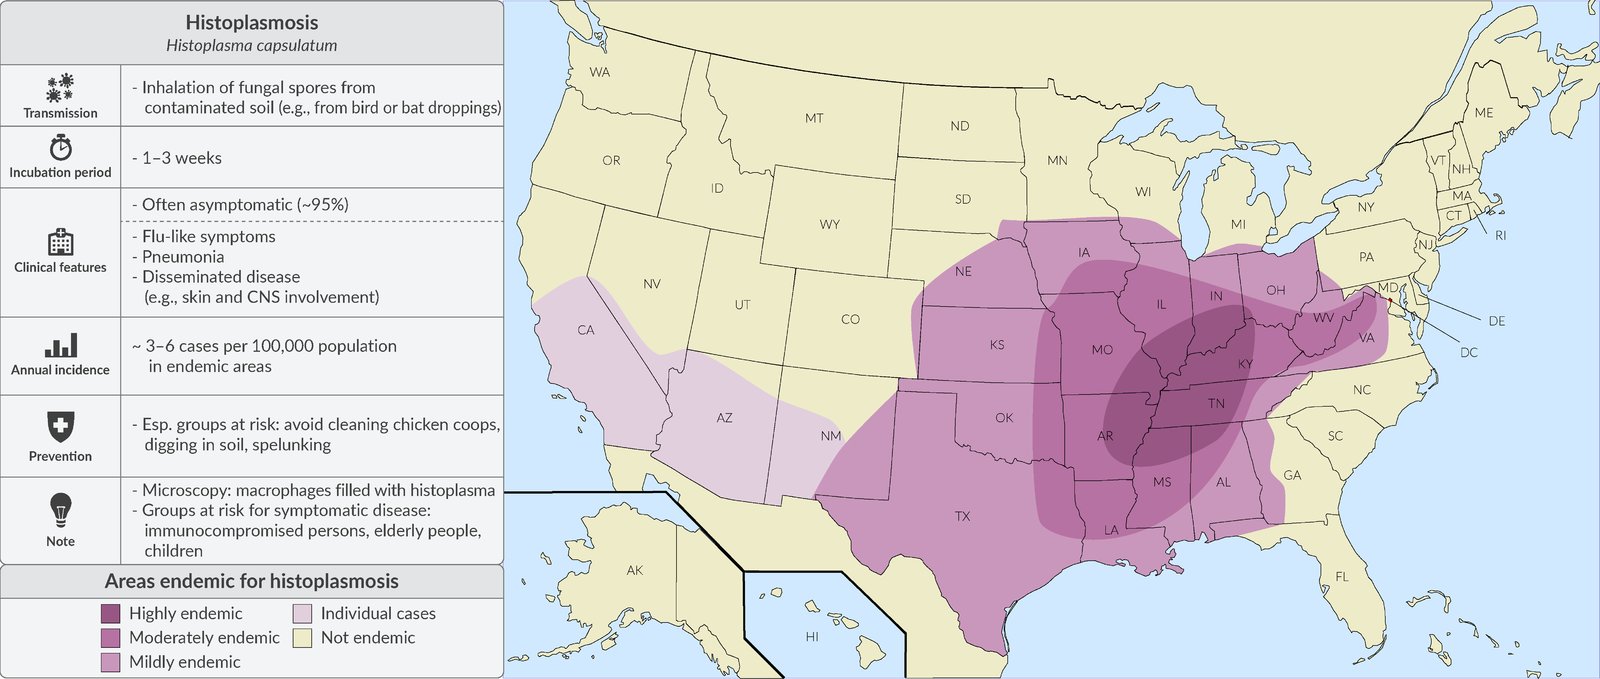 Histoplasmosis
Histoplasma capsulatum
Transmission
- Inhalation of fungal spores from
contaminated soil (e.g., from bird or bat droppings)
Incubation period
- 1–3 weeks
Clinical features
- Often asymptomatic (~95%)
- Flu-like symptoms
- Pneumonia
- Disseminated disease
(e.g., skin and CNS involvement)
Annual incidence
~ 3–6 cases per 100,000 population
in endemic areas
Prevention
- Esp. groups at risk: avoid cleaning chicken coops,
digging in soil, spelunking
Note
- Microscopy: macrophages filled with histoplasma
- Groups at risk for symptomatic disease:
immunocompromised persons, elderly people,
children
Areas endemic for histoplasmosis
Highly endemic
Moderately endemic
Mildly endemic
Individual cases
Not endemic
WA
MT
ND
MN
ME
OR
ID
SD
WI
MI
VT
NH
MA
NY
CT
RI
WY
NV
UT
CO
NE
IA
PA
NJ
MD
DE
DC
CA
KS
MO
IL
IN
OH
WV
VA
KY
AZ
NM
OK
AR
TN
NC
SC
TX
LA
MS
AL
GA
FL
AK
HI